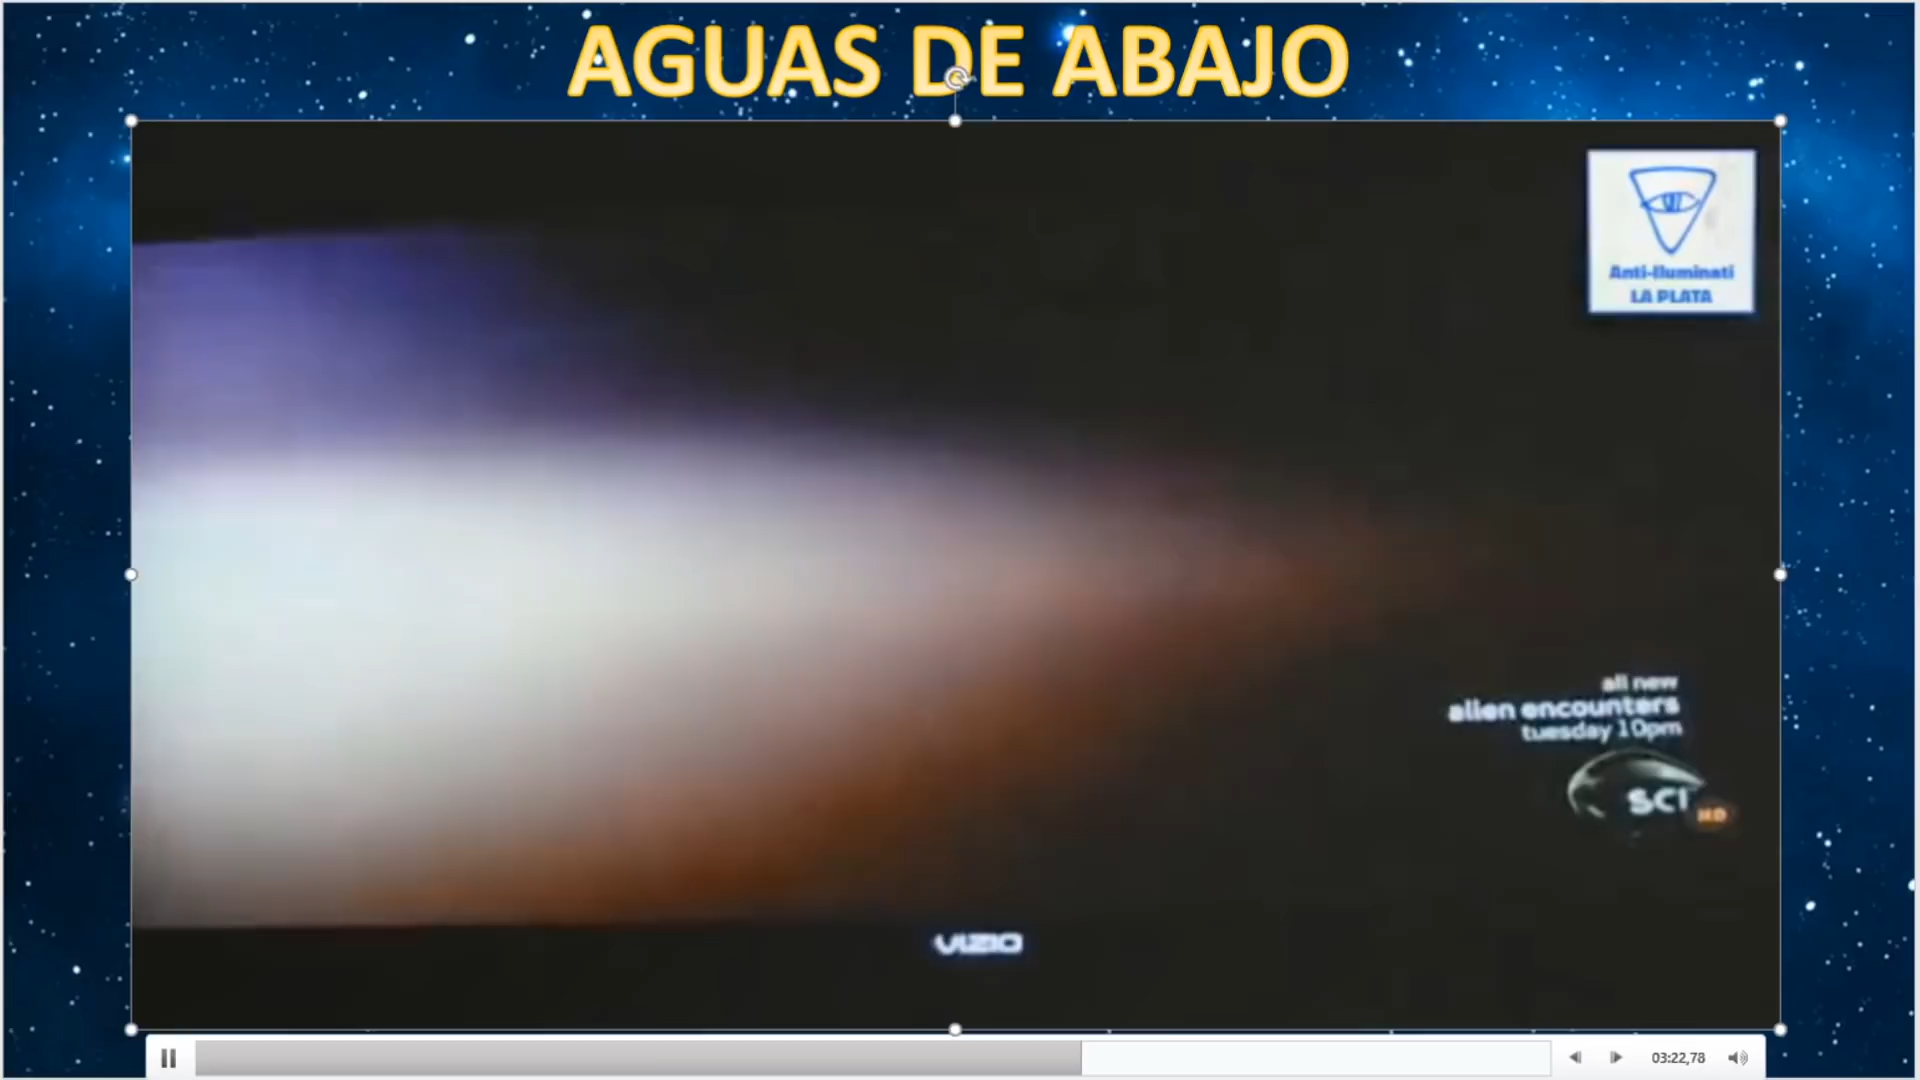 AGUAS DE ABAJO
Anti-Iluminati
LA PLATA
all new
alien encounters
tuesday 10pm
SCI
HD
VIZIO
03:22,78